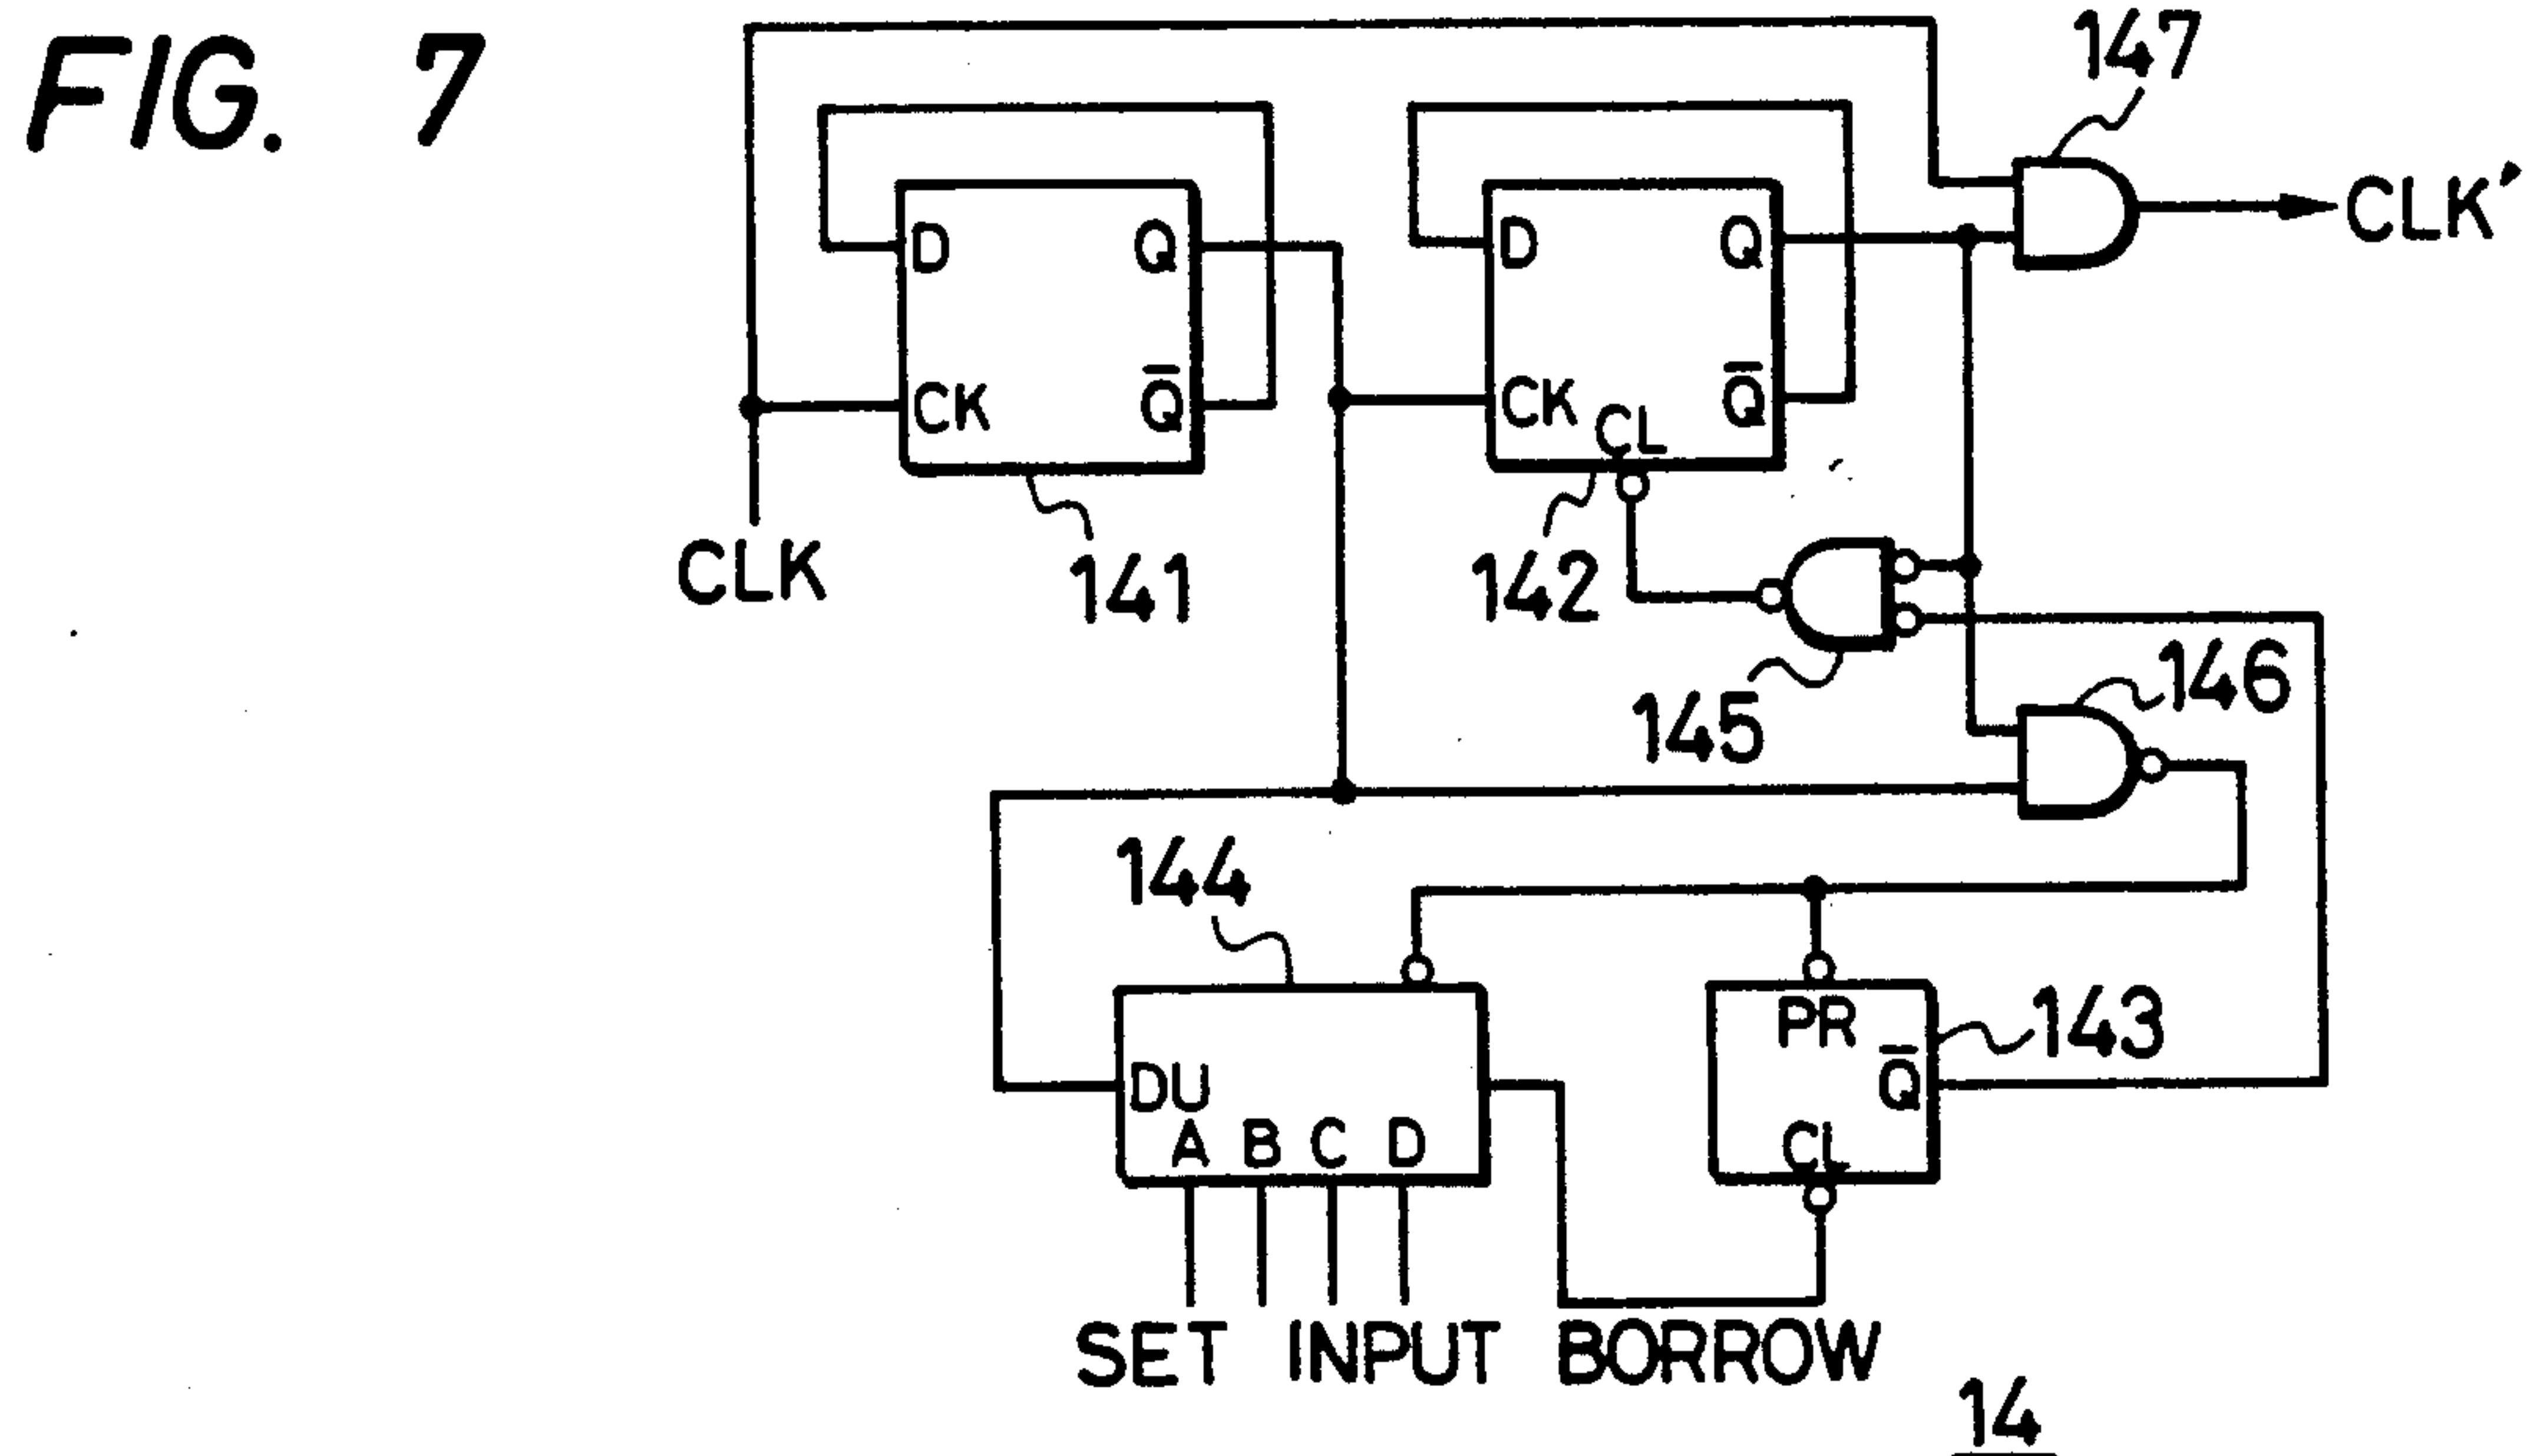 FIG. 7
147
CLK'
D Q
CK Q̅
D Q
CK CL Q̅
CLK
141
142
145
146
144
DU
A B C D
PR
Q̅
CL
143
SET INPUT BORROW
14